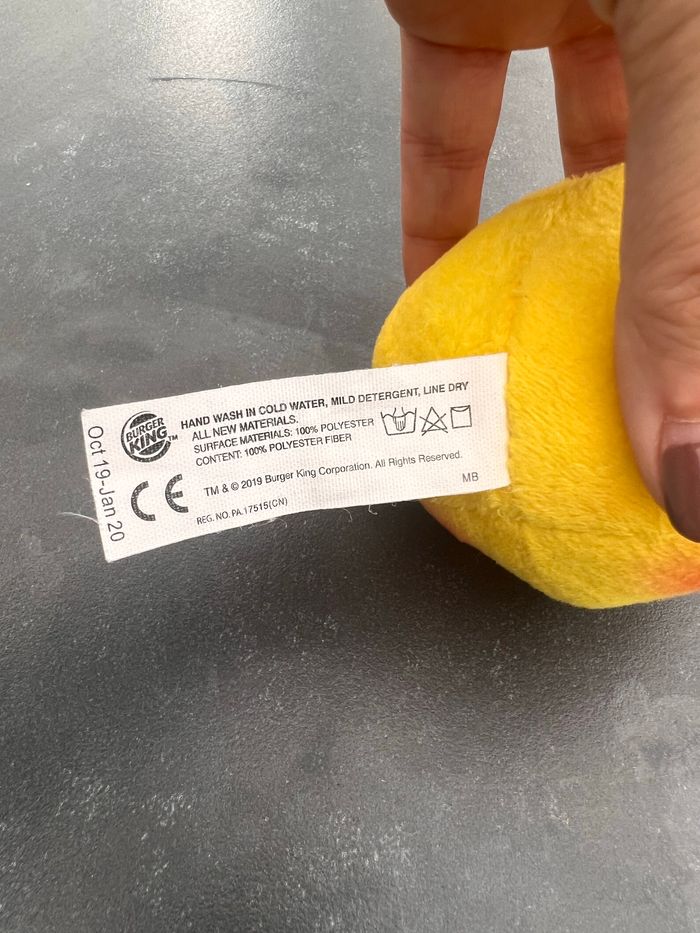 BURGER
KING™
HAND WASH IN COLD WATER, MILD DETERGENT, LINE DRY
ALL NEW MATERIALS.
SURFACE MATERIALS: 100% POLYESTER
CONTENT: 100% POLYESTER FIBER
CE
TM & © 2019 Burger King Corporation. All Rights Reserved.
REG. NO. PA.17515(CN)
MB
Oct 19-Jan 20